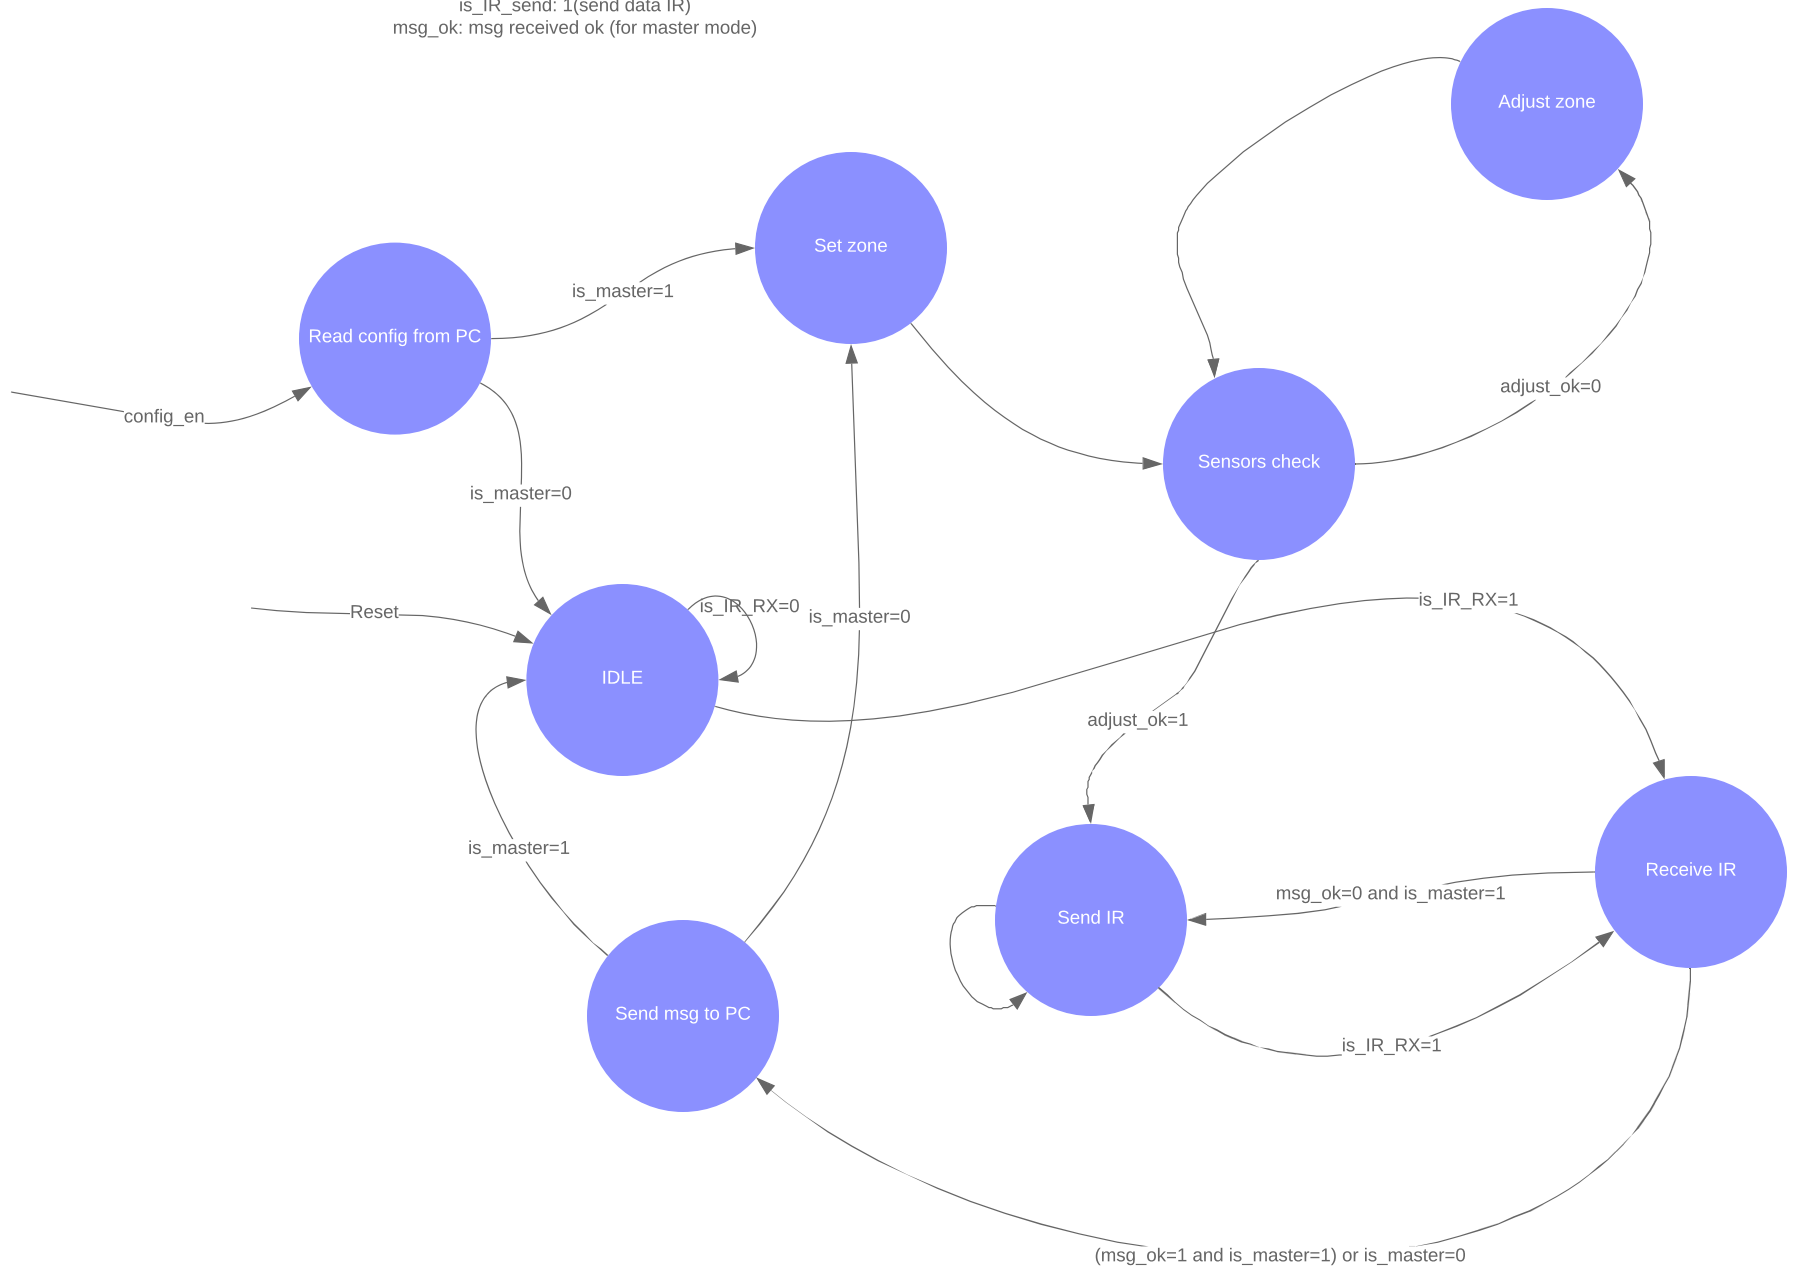 is_IR_send: 1(send data IR)
msg_ok: msg received ok (for master mode)
Adjust zone
Set zone
is_master=1
Read config from PC
adjust_ok=0
config_en
Sensors check
is_master=0
is_IR_RX=1
is_IR_RX=0
Reset
is_master=0
IDLE
adjust_ok=1
is_master=1
Receive IR
msg_ok=0 and is_master=1
Send IR
Send msg to PC
is_IR_RX=1
(msg_ok=1 and is_master=1) or is_master=0